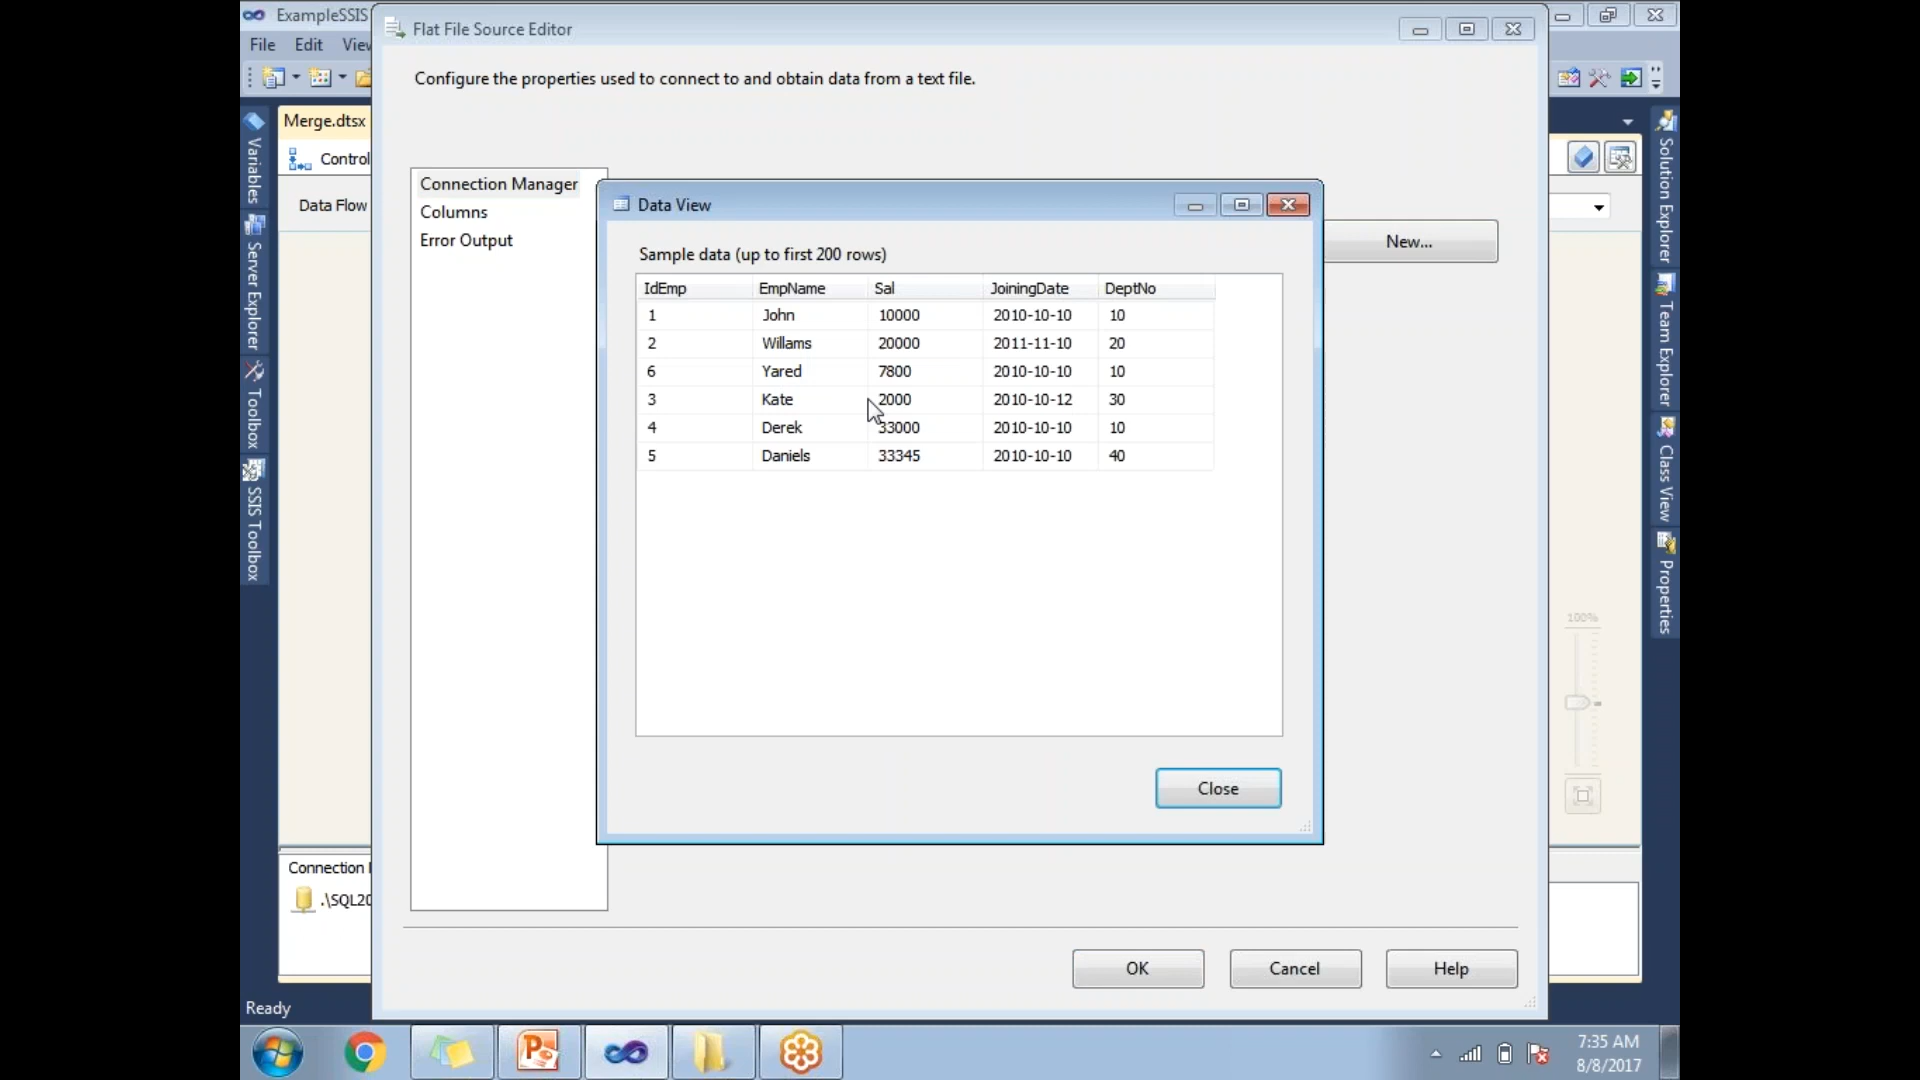 ExampleSSIS
Flat File Source Editor
File Edit View
Configure the properties used to connect to and obtain data from a text file.
Merge.dtsx
Control
Data Flow
Variables
Server Explorer
Toolbox
SSIS Toolbox
Connection Manager
Columns
Error Output
New...
Data View
Sample data (up to first 200 rows)
IdEmp EmpName Sal JoiningDate DeptNo
1 John 10000 2010-10-10 10
2 Willams 20000 2011-11-10 20
6 Yared 7800 2010-10-10 10
3 Kate 2000 2010-10-12 30
4 Derek 33000 2010-10-10 10
5 Daniels 33345 2010-10-10 40
Close
Solution Explorer
Team Explorer
Class View
Properties
100%
Connection
.\SQL20
OK Cancel Help
Ready
7:35 AM
8/8/2017